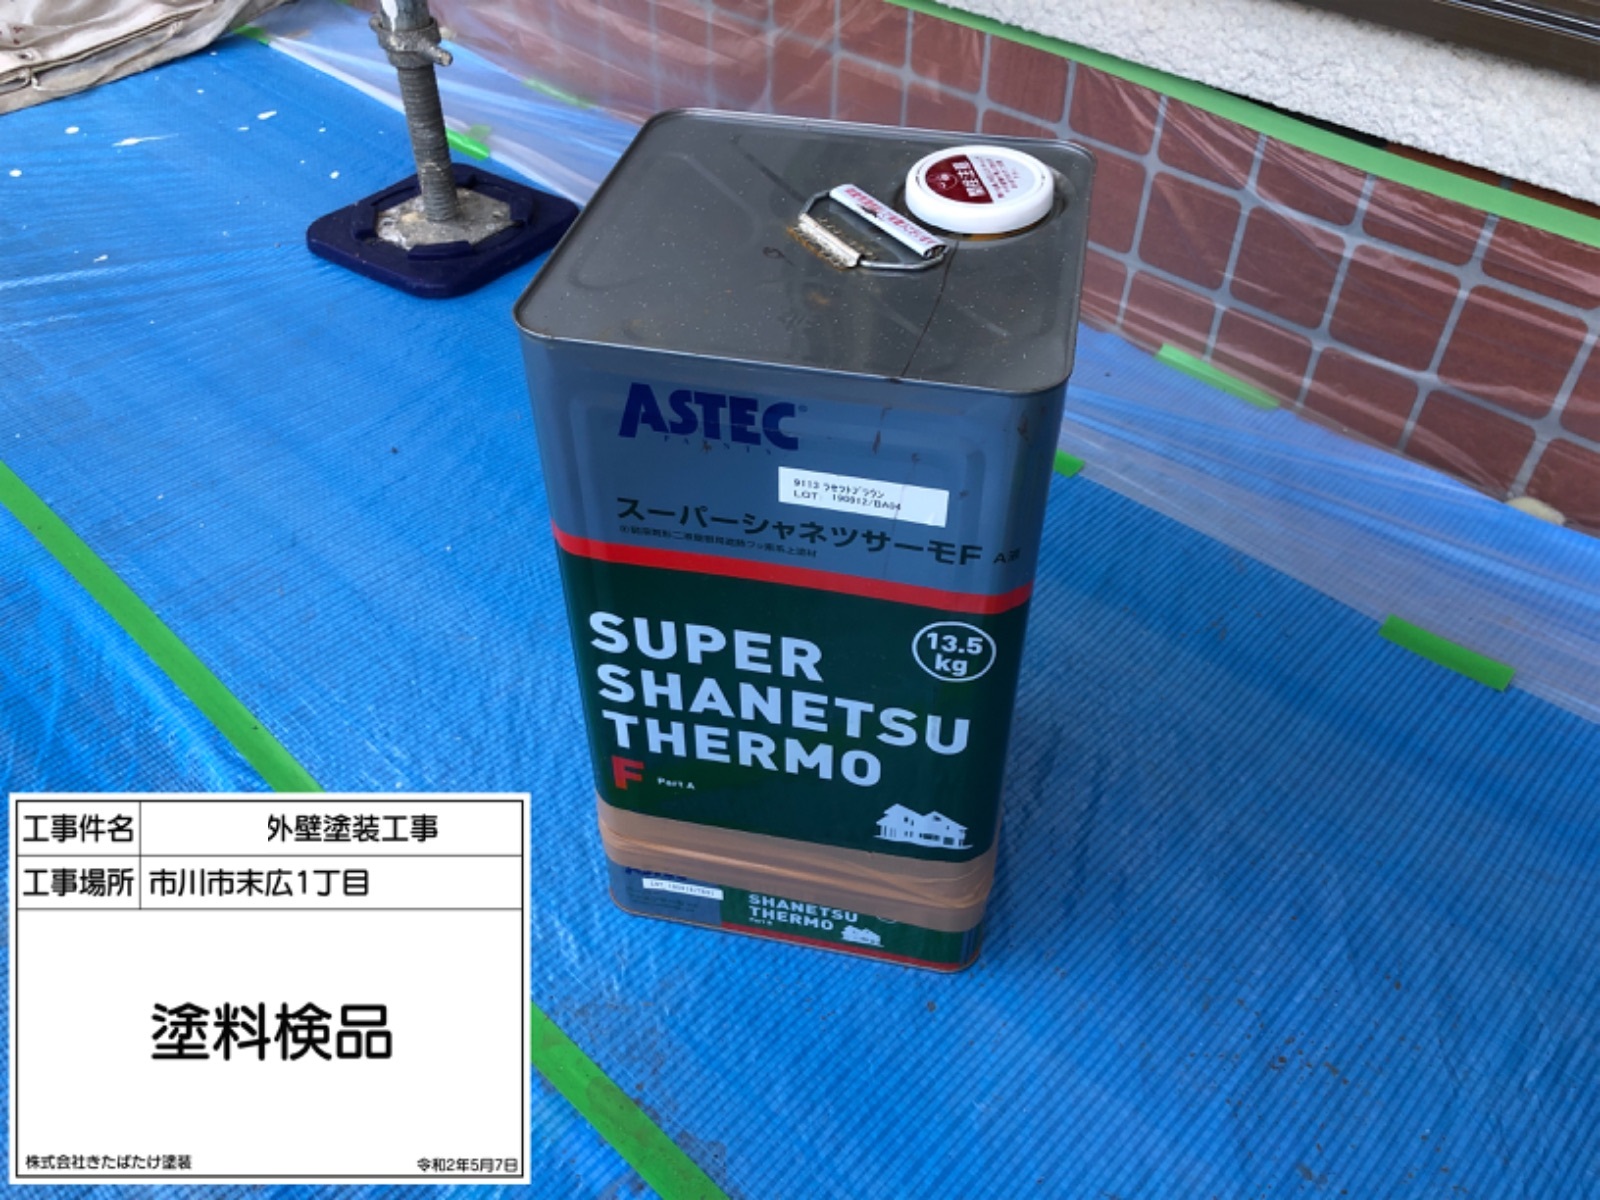 ASTEC
PAINTS
9113 ラセットブラウン
LOT. 190912/BA04
スーパーシャネツサーモF A液
SUPER
SHANETSU
THERMO
F Part A
13.5
kg
SHANETSU
THERMO
工事件名 外壁塗装工事
工事場所 市川市末広1丁目
塗料検品
株式会社きたばたけ塗装 令和2年5月7日